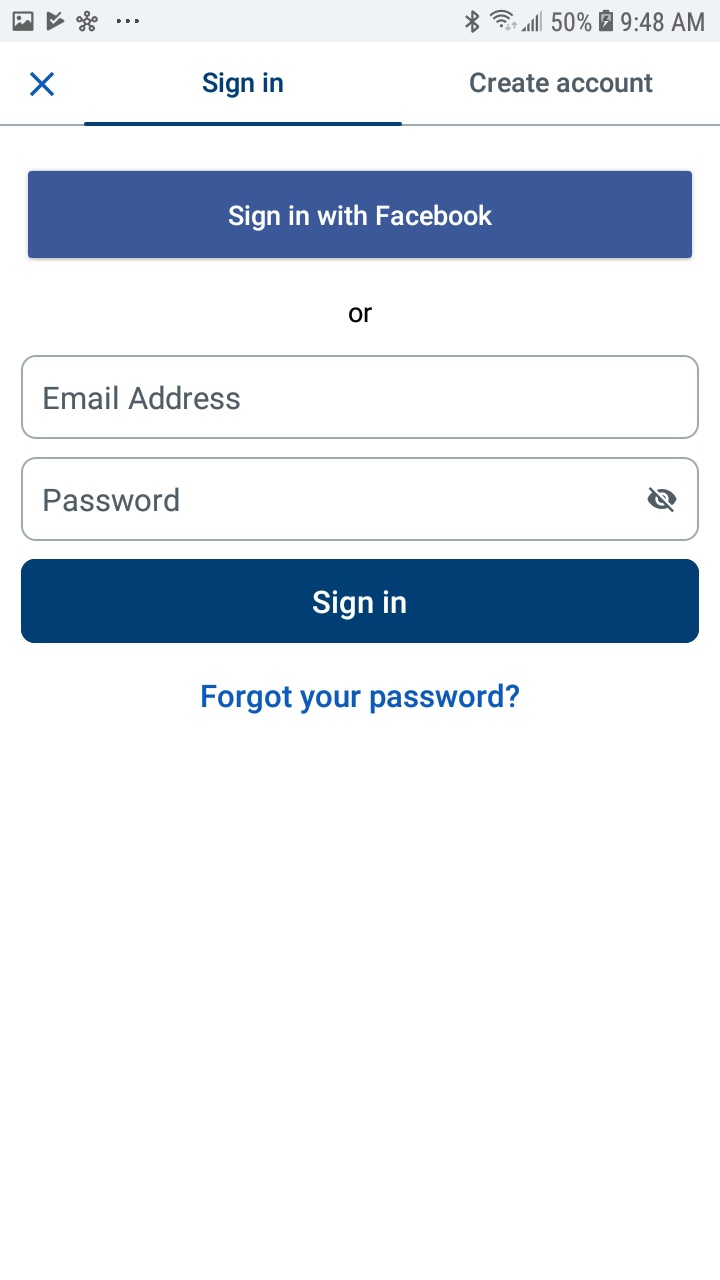 50% 9:48 AM
Sign in Create account
Sign in with Facebook
or
Email Address
Password
Sign in
Forgot your password?